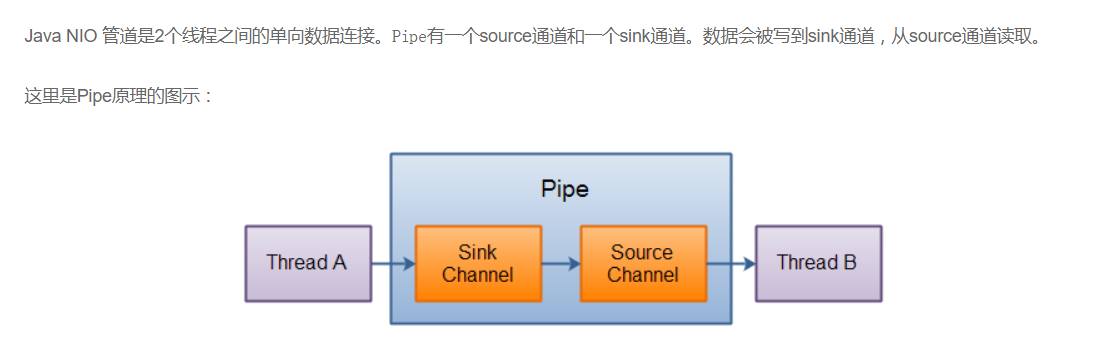 Java NIO 管道是2个线程之间的单向数据连接。Pipe有一个source通道和一个sink通道。数据会被写到sink通道，从source通道读取。
这里是Pipe原理的图示：
Pipe
Thread A
Sink
Channel
Source
Channel
Thread B